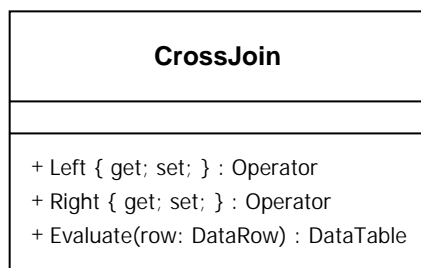 CrossJoin
+ Left { get; set; } : Operator
+ Right { get; set; } : Operator
+ Evaluate(row: DataRow) : DataTable